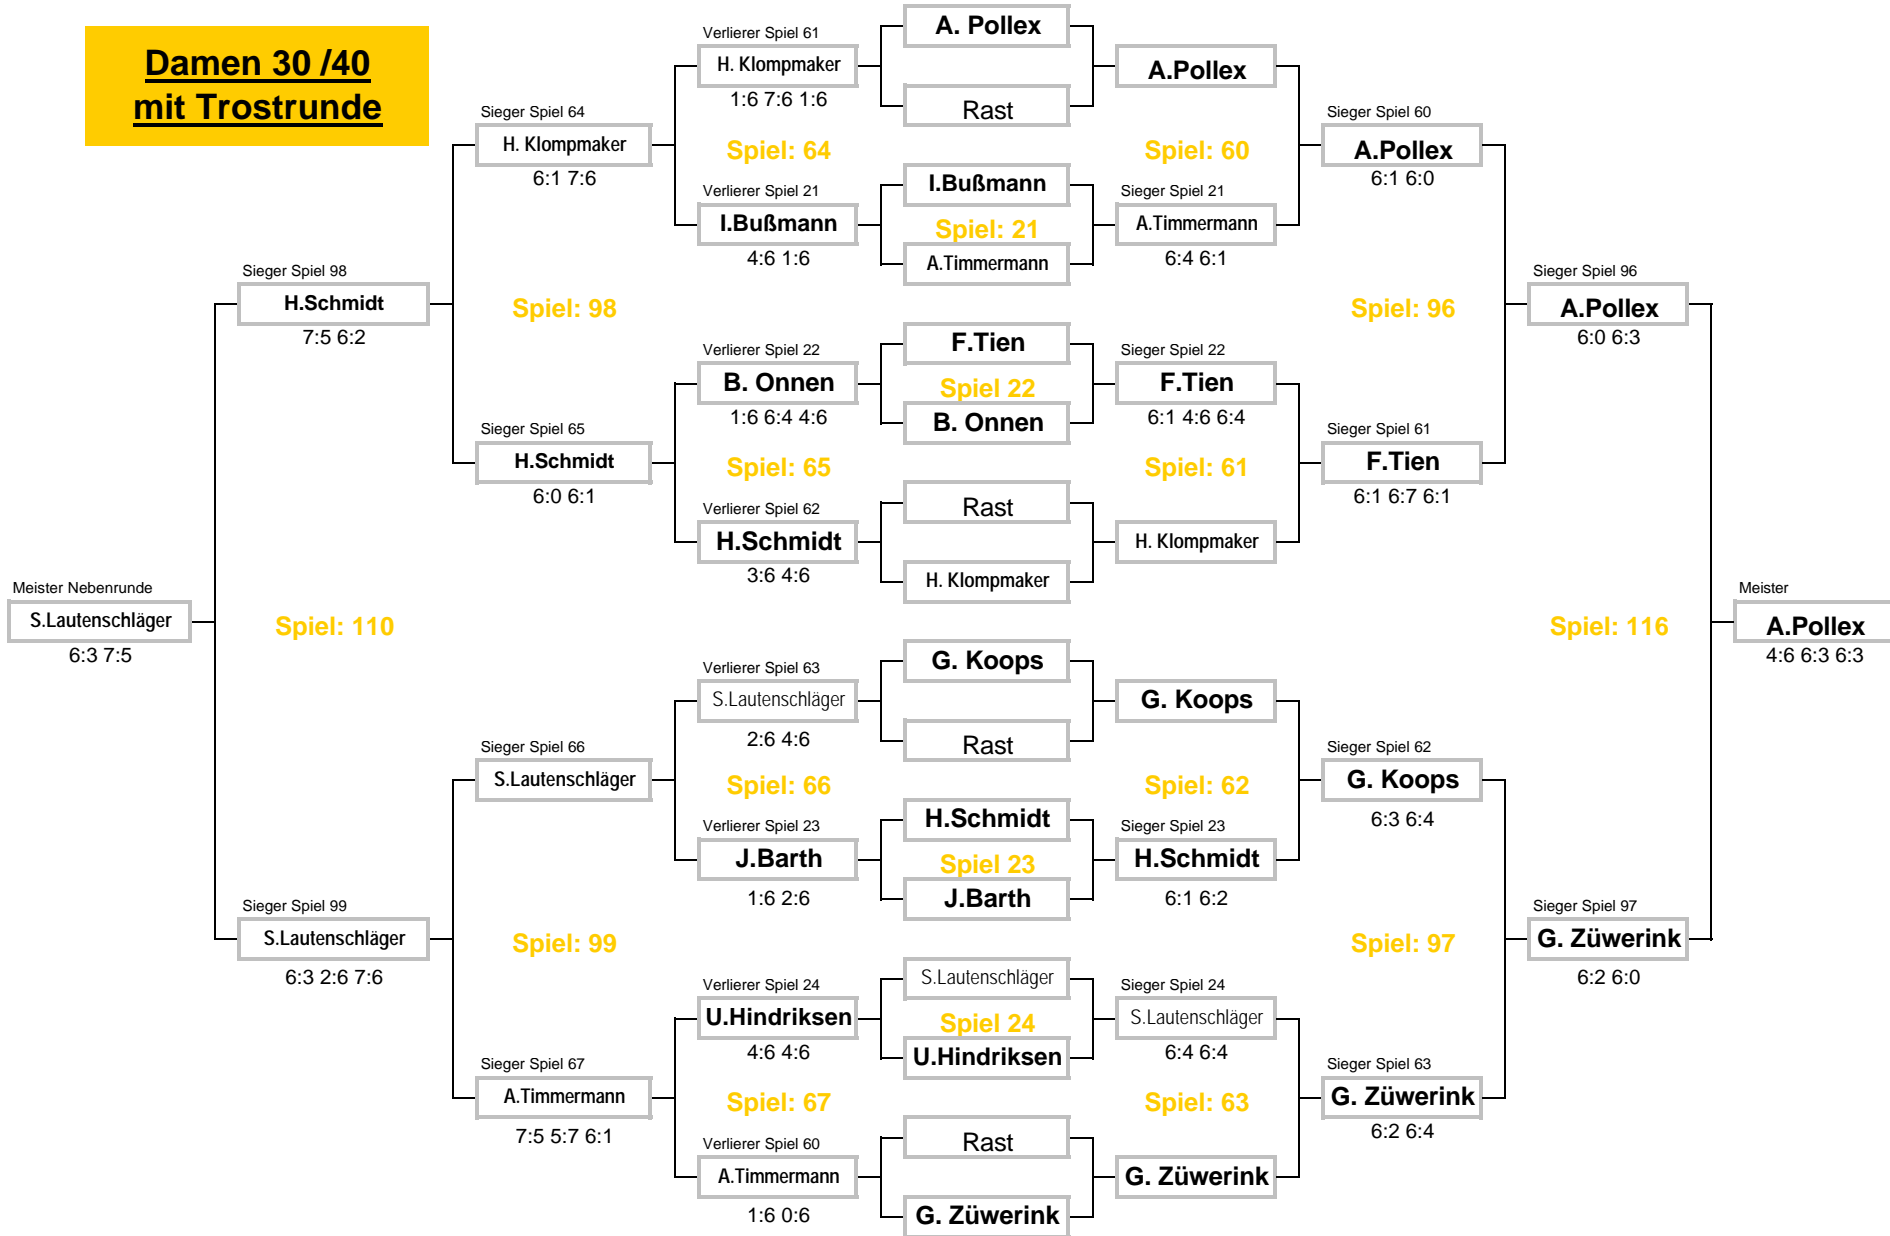 Damen 30 /40
mit Trostrunde
Meister Nebenrunde
S.Lautenschläger
6:3 7:5
Sieger Spiel 98
H.Schmidt
7:5 6:2
Spiel: 110
Sieger Spiel 99
S.Lautenschläger
6:3 2:6 7:6
Sieger Spiel 64
H. Klompmaker
6:1 7:6
Spiel: 98
Sieger Spiel 65
H.Schmidt
6:0 6:1
Sieger Spiel 66
S.Lautenschläger
Spiel: 99
Sieger Spiel 67
A.Timmermann
7:5 5:7 6:1
Verlierer Spiel 61
H. Klompmaker
1:6 7:6 1:6
Spiel: 64
Verlierer Spiel 21
I.Bußmann
4:6 1:6
Verlierer Spiel 22
B. Onnen
1:6 6:4 4:6
Spiel: 65
Verlierer Spiel 62
H.Schmidt
3:6 4:6
Verlierer Spiel 63
S.Lautenschläger
2:6 4:6
Spiel: 66
Verlierer Spiel 23
J.Barth
1:6 2:6
Verlierer Spiel 24
U.Hindriksen
4:6 4:6
Spiel: 67
Verlierer Spiel 60
A.Timmermann
1:6 0:6
A. Pollex
Rast
I.Bußmann
Spiel: 21
A.Timmermann
F.Tien
Spiel 22
B. Onnen
Rast
H. Klompmaker
G. Koops
Rast
H.Schmidt
Spiel 23
J.Barth
S.Lautenschläger
Spiel 24
U.Hindriksen
Rast
G. Züwerink
A.Pollex
Spiel: 60
Sieger Spiel 21
A.Timmermann
6:4 6:1
Sieger Spiel 22
F.Tien
6:1 4:6 6:4
Spiel: 61
H. Klompmaker
G. Koops
Spiel: 62
Sieger Spiel 23
H.Schmidt
6:1 6:2
Sieger Spiel 24
S.Lautenschläger
6:4 6:4
Spiel: 63
G. Züwerink
Sieger Spiel 60
A.Pollex
6:1 6:0
Spiel: 96
Sieger Spiel 61
F.Tien
6:1 6:7 6:1
Sieger Spiel 62
G. Koops
6:3 6:4
Spiel: 97
Sieger Spiel 63
G. Züwerink
6:2 6:4
Sieger Spiel 96
A.Pollex
6:0 6:3
Spiel: 116
Sieger Spiel 97
G. Züwerink
6:2 6:0
Meister
A.Pollex
4:6 6:3 6:3